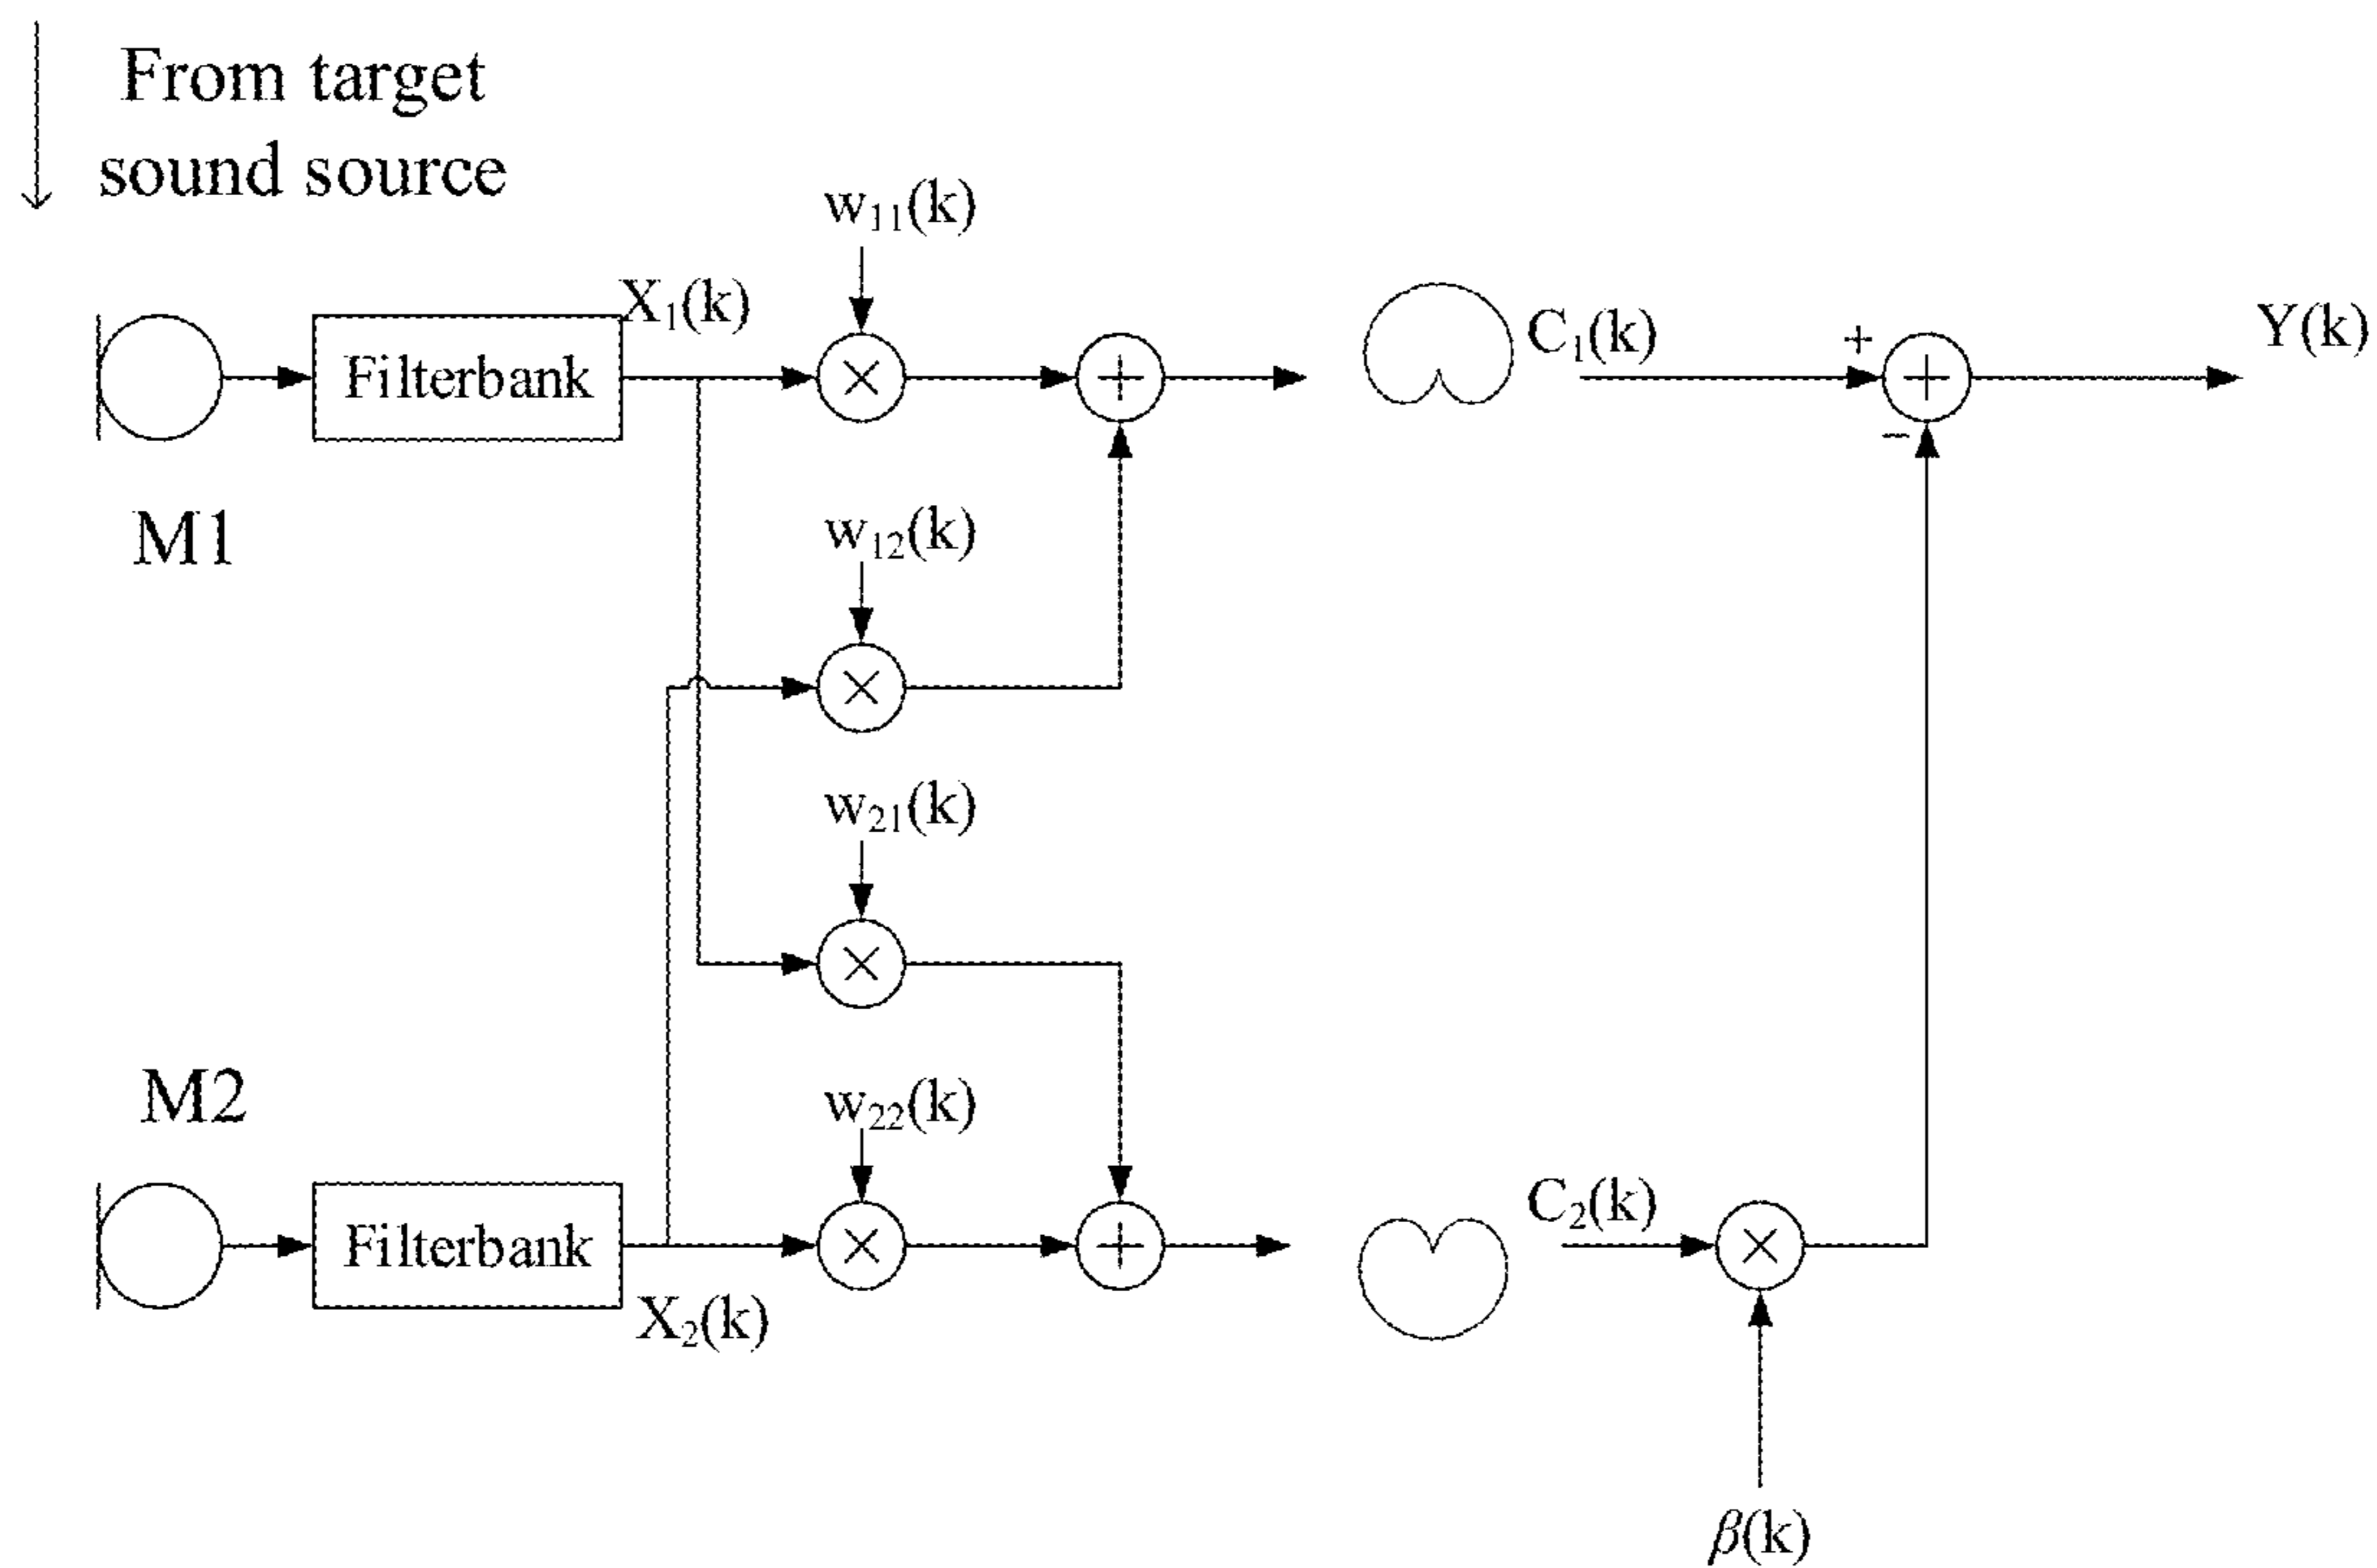 From target
sound source
w₁₁(k)
X₁(k)
Filterbank
M1
w₁₂(k)
w₂₁(k)
w₂₂(k)
M2
Filterbank
X₂(k)
C₁(k)
+
−
Y(k)
C₂(k)
β(k)